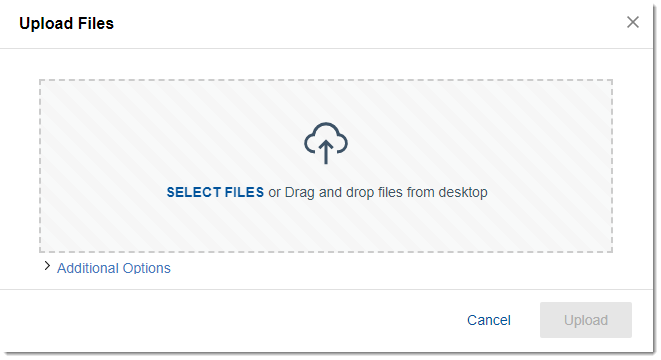 Upload Files
SELECT FILES or Drag and drop files from desktop
Additional Options
Cancel Upload